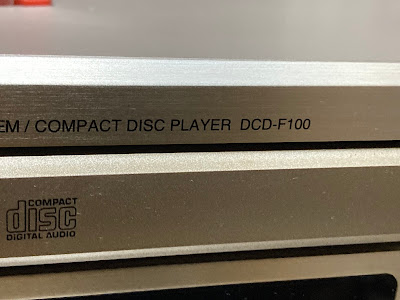 EM / COMPACT DISC PLAYER DCD-F100
COMPACT
disc
DIGITAL AUDIO